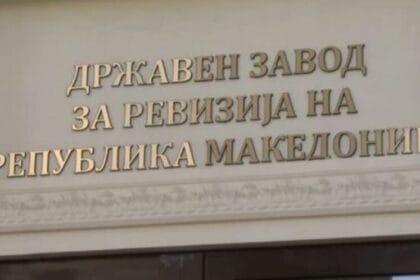 ДРЖАВЕН ЗАВОД
ЗА РЕВИЗИЈА НА
РЕПУБЛИКА МАКЕДОНИ